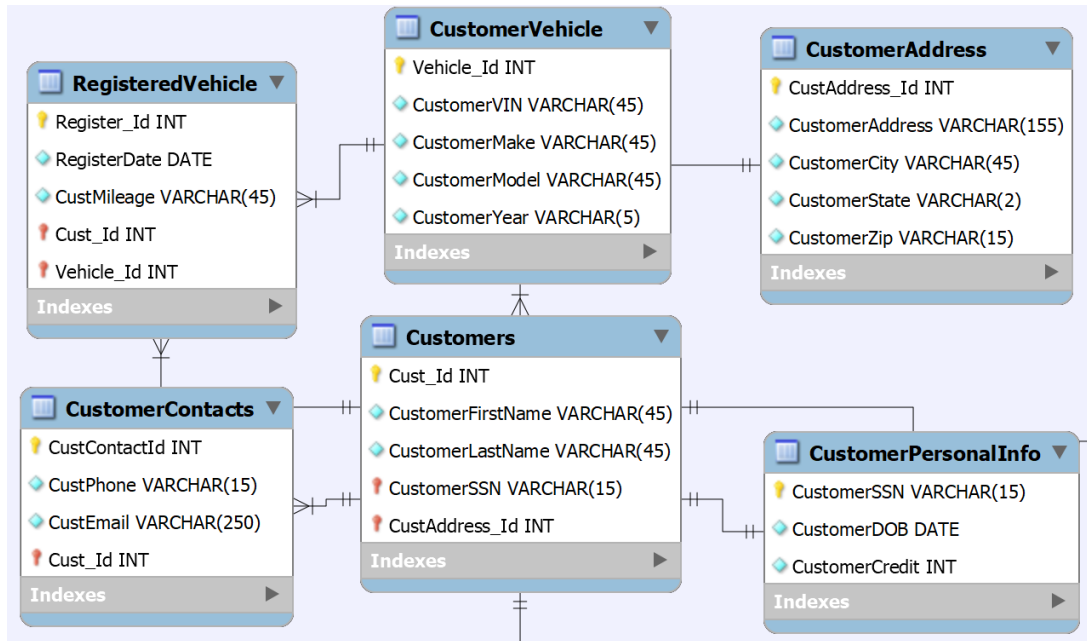 CustomerVehicle
Vehicle_Id INT
CustomerVIN VARCHAR(45)
CustomerMake VARCHAR(45)
CustomerModel VARCHAR(45)
CustomerYear VARCHAR(5)
Indexes
CustomerAddress
CustAddress_Id INT
CustomerAddress VARCHAR(155)
CustomerCity VARCHAR(45)
CustomerState VARCHAR(2)
CustomerZip VARCHAR(15)
Indexes
RegisteredVehicle
Register_Id INT
RegisterDate DATE
CustMileage VARCHAR(45)
Cust_Id INT
Vehicle_Id INT
Indexes
Customers
Cust_Id INT
CustomerFirstName VARCHAR(45)
CustomerLastName VARCHAR(45)
CustomerSSN VARCHAR(15)
CustAddress_Id INT
Indexes
CustomerContacts
CustContactId INT
CustPhone VARCHAR(15)
CustEmail VARCHAR(250)
Cust_Id INT
Indexes
CustomerPersonalInfo
CustomerSSN VARCHAR(15)
CustomerDOB DATE
CustomerCredit INT
Indexes